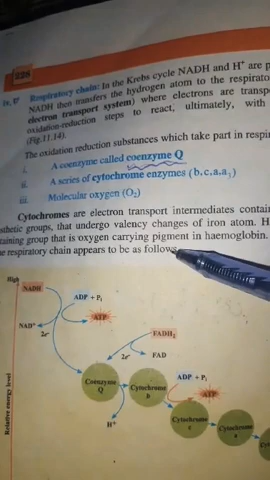 228
iv. Respiratory chain: In the Krebs cycle NADH and H⁺ are p
NADH then transfers the hydrogen atom to the respirato
electron transport system) where electrons are transp
oxidation-reduction steps to react, ultimately, with
(Fig.11.14).
The oxidation reduction substances which take part in respir
i. A coenzyme called coenzyme Q
ii. A series of cytochrome enzymes (b,c,a,a₃)
iii. Molecular oxygen (O₂)
Cytochromes are electron transport intermediates contai
sthetic groups, that undergo valency changes of iron atom. H
taining group that is oxygen carrying pigment in haemoglobin.
he respiratory chain appears to be as follows.
High
NADH
ADP + Pi
ATP
NAD⁺
2e⁻
FADH₂
2e⁻
FAD
Relative energy level
Coenzyme
Q
Cytochrome
b
ADP + Pi
ATP
H⁺
Cytochrome
c
Cytochrome
a
Cyt